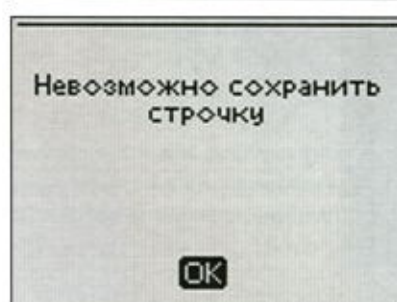 Невозможно сохранить
строчку
OK